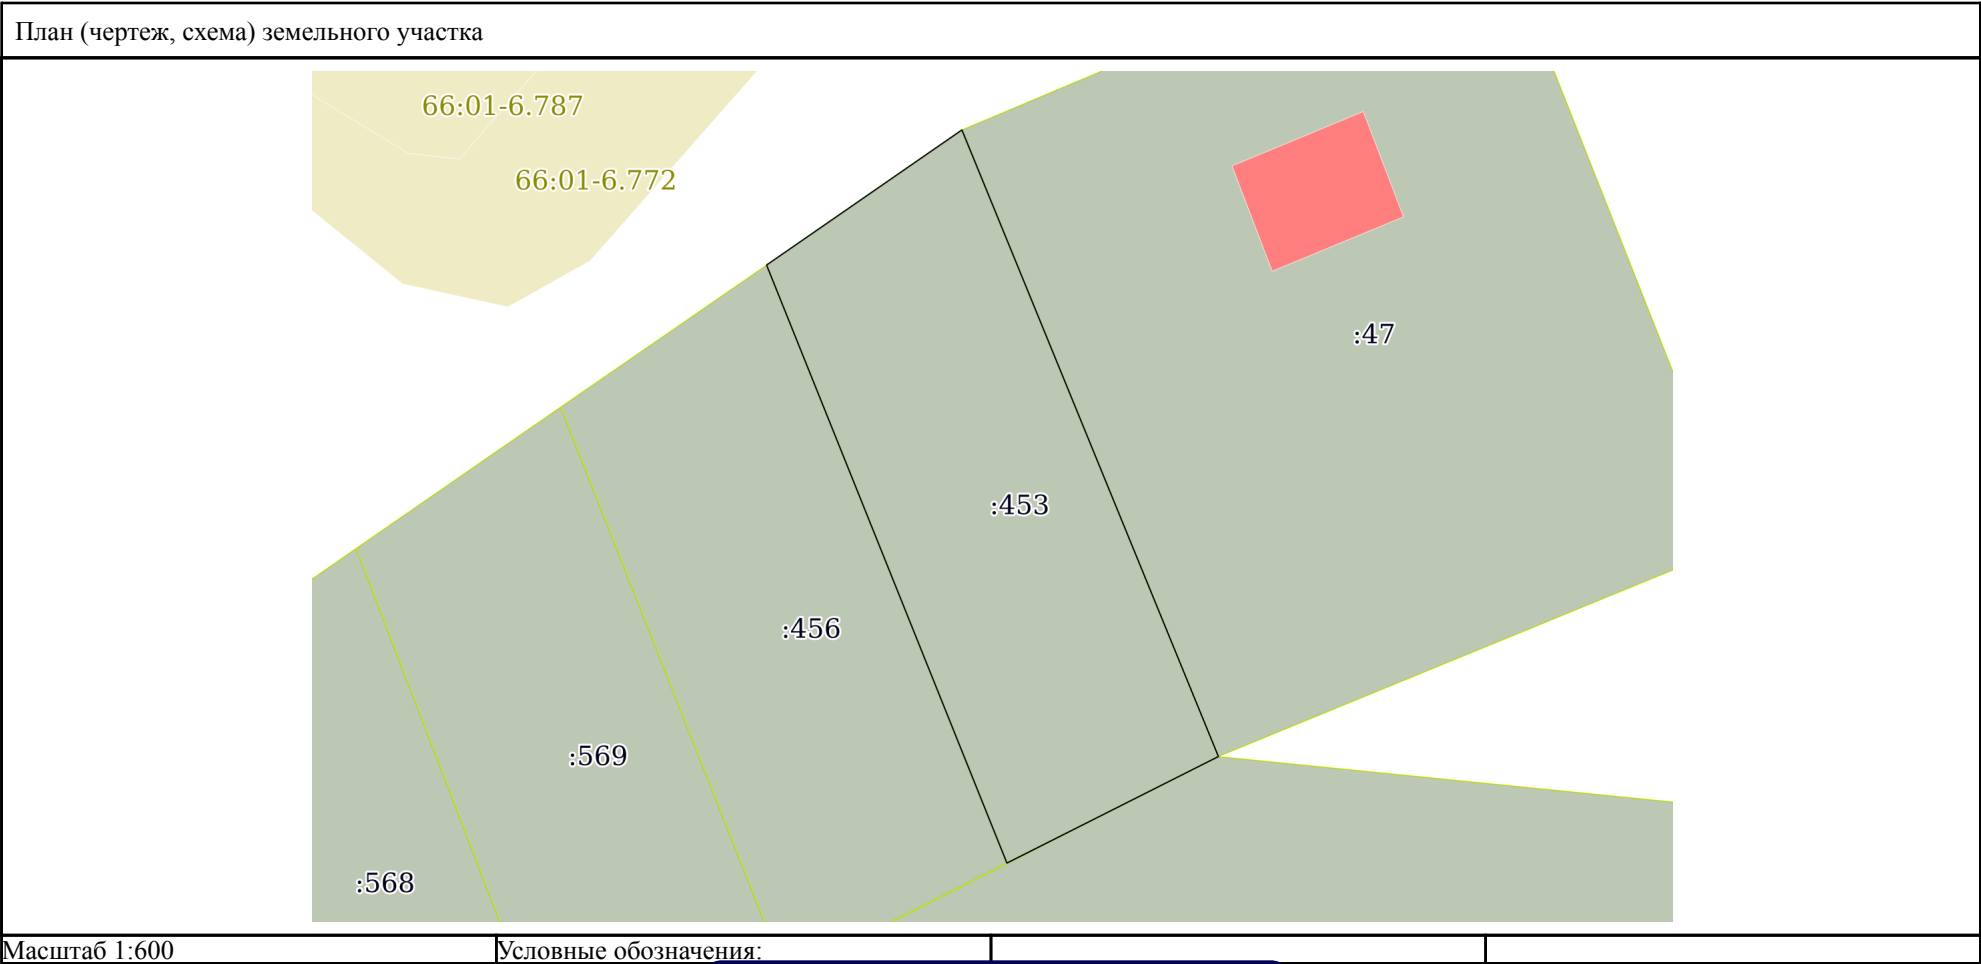 План (чертеж, схема) земельного участка
66:01-6.787
66:01-6.772
:47
:453
:456
:569
:568
Масштаб 1:600
Условные обозначения: